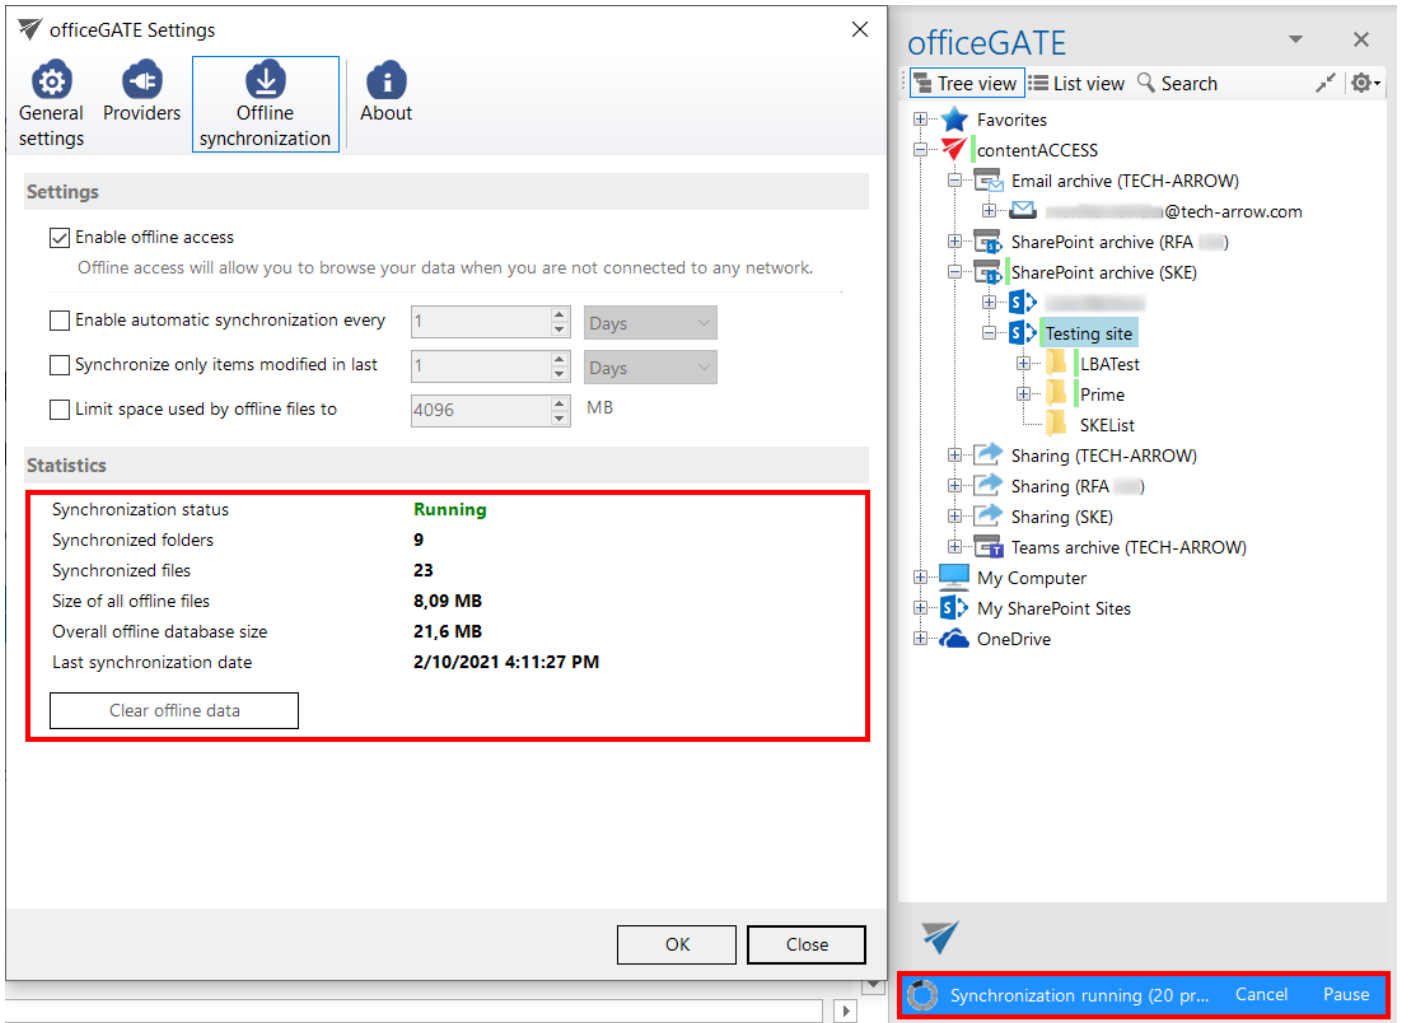 officeGATE Settings
General settings
Providers
Offline synchronization
About
Settings
Enable offline access
Offline access will allow you to browse your data when you are not connected to any network.
Enable automatic synchronization every 1 Days
Synchronize only items modified in last 1 Days
Limit space used by offline files to 4096 MB
Statistics
Synchronization status Running
Synchronized folders 9
Synchronized files 23
Size of all offline files 8,09 MB
Overall offline database size 21,6 MB
Last synchronization date 2/10/2021 4:11:27 PM
Clear offline data
OK Close
officeGATE
Tree view List view Search
Favorites
contentACCESS
Email archive (TECH-ARROW)
@tech-arrow.com
SharePoint archive (RFA )
SharePoint archive (SKE)
Testing site
LBATest
Prime
SKEList
Sharing (TECH-ARROW)
Sharing (RFA )
Sharing (SKE)
Teams archive (TECH-ARROW)
My Computer
My SharePoint Sites
OneDrive
Synchronization running (20 pr... Cancel Pause